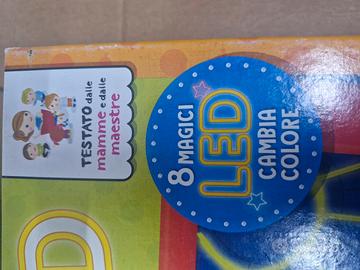 TESTATO dalle
mamme e dalle
maestre
8 MAGICI
LED
CAMBIA
COLORE
D